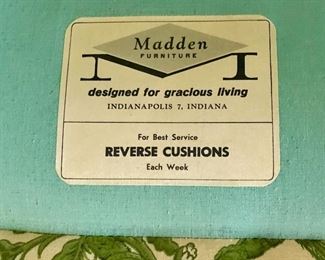 Madden
FURNITURE
designed for gracious living
INDIANAPOLIS 7, INDIANA
For Best Service
REVERSE CUSHIONS
Each Week